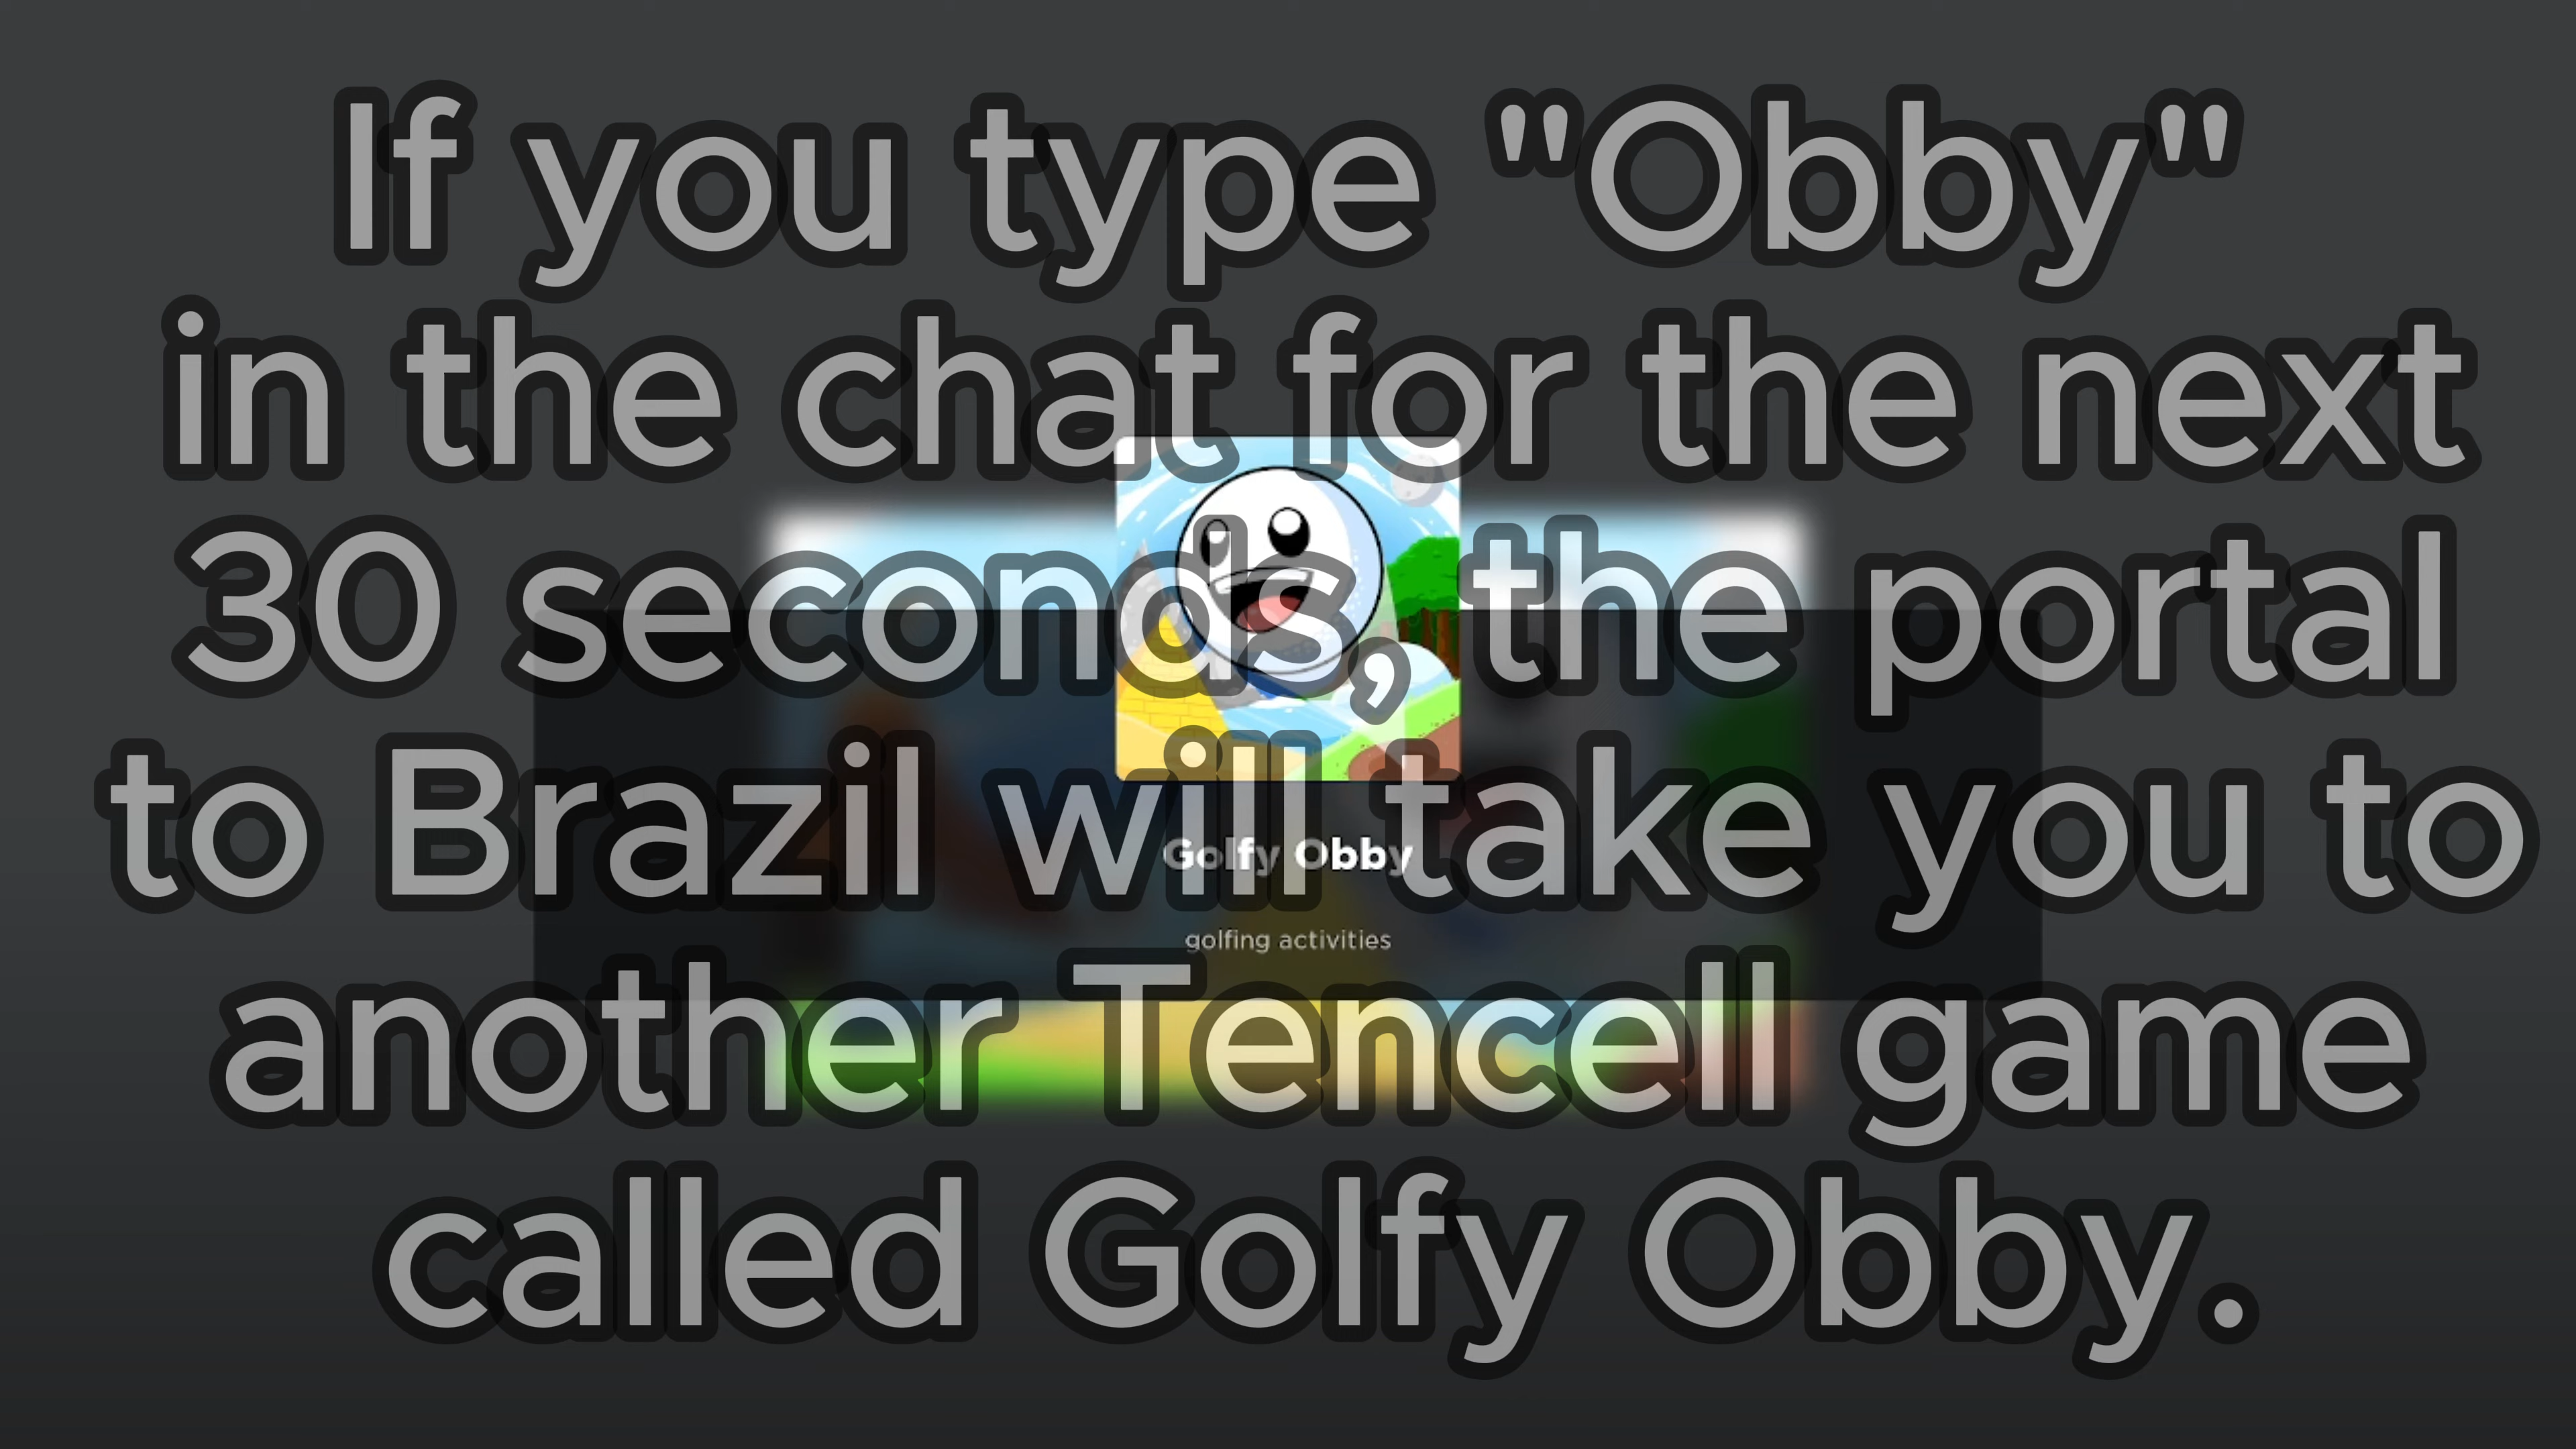 If you type "Obby"
in the chat for the next
30 seconds, the portal
to Brazil will take you to
another Tencell game
called Golfy Obby.
Golfy Obby
golfing activities